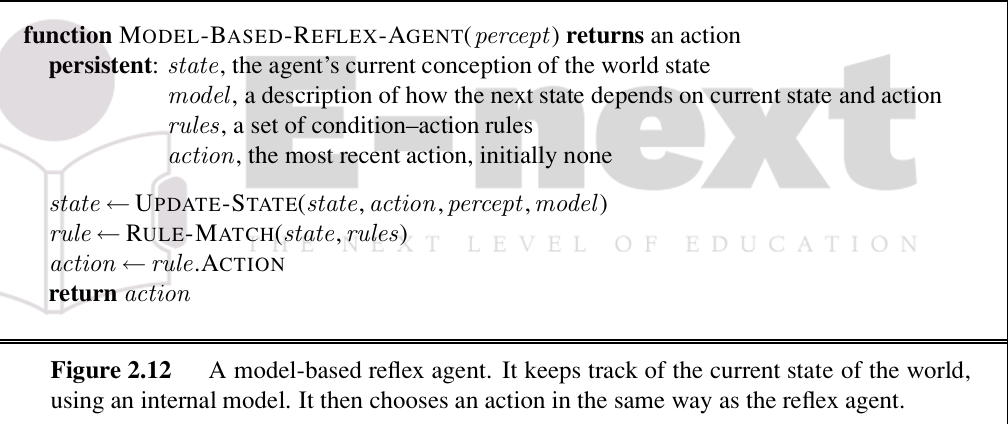 function MODEL-BASED-REFLEX-AGENT(percept) returns an action
persistent: state, the agent's current conception of the world state
model, a description of how the next state depends on current state and action
rules, a set of condition–action rules
action, the most recent action, initially none
state ← UPDATE-STATE(state, action, percept, model)
rule ← RULE-MATCH(state, rules)
action ← rule.ACTION
return action
E-next
THE NEXT LEVEL OF EDUCATION
Figure 2.12 A model-based reflex agent. It keeps track of the current state of the world,
using an internal model. It then chooses an action in the same way as the reflex agent.